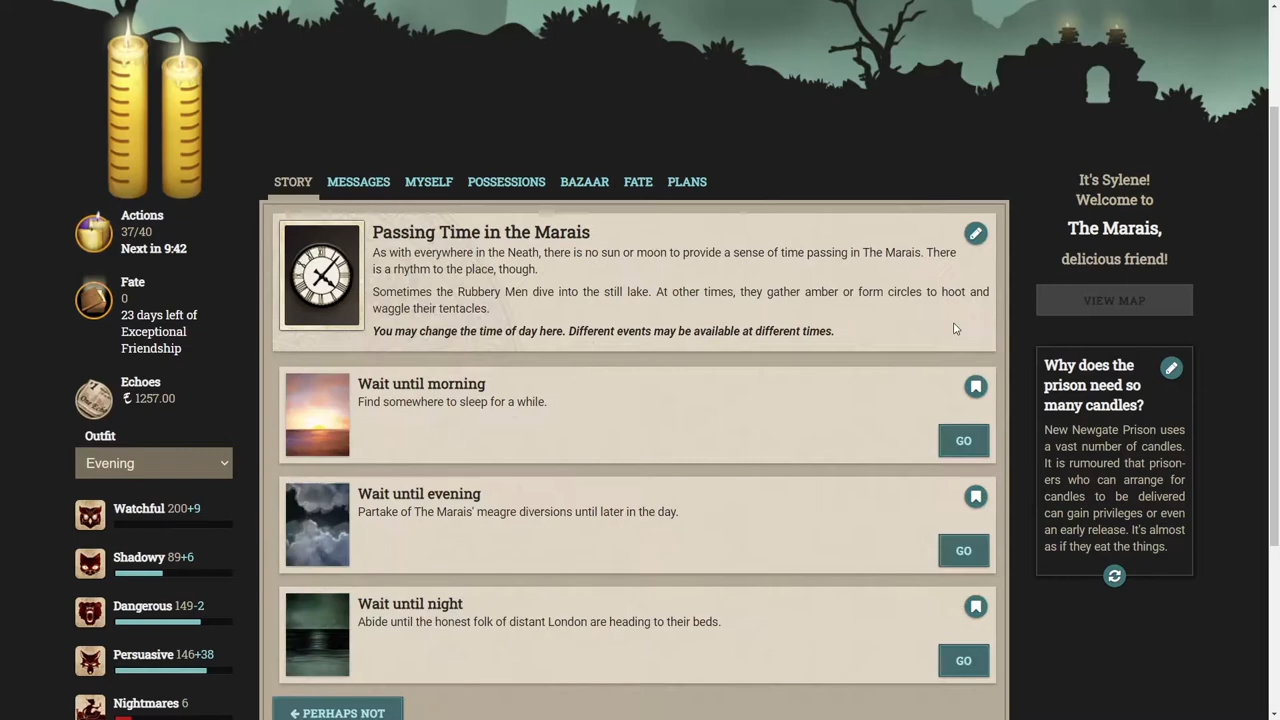 Actions
37/40
Next in 9:42
Fate
0
23 days left of
Exceptional
Friendship
Echoes
1257.00
Outfit
Evening
Watchful 200+9
Shadowy 89+6
Dangerous 149-2
Persuasive 146+38
Nightmares 6
STORY MESSAGES MYSELF POSSESSIONS BAZAAR FATE PLANS
Passing Time in the Marais
As with everywhere in the Neath, there is no sun or moon to provide a sense of time passing in The Marais. There
is a rhythm to the place, though.
Sometimes the Rubbery Men dive into the still lake. At other times, they gather amber or form circles to hoot and
waggle their tentacles.
You may change the time of day here. Different events may be available at different times.
Wait until morning
Find somewhere to sleep for a while.
GO
Wait until evening
Partake of The Marais' meagre diversions until later in the day.
GO
Wait until night
Abide until the honest folk of distant London are heading to their beds.
GO
PERHAPS NOT
It's Sylene!
Welcome to
The Marais,
delicious friend!
VIEW MAP
Why does the
prison need so
many candles?
New Newgate Prison uses
a vast number of candles.
It is rumoured that prison-
ers who can arrange for
candles to be delivered
can gain privileges or even
an early release. It's almost
as if they eat the things.